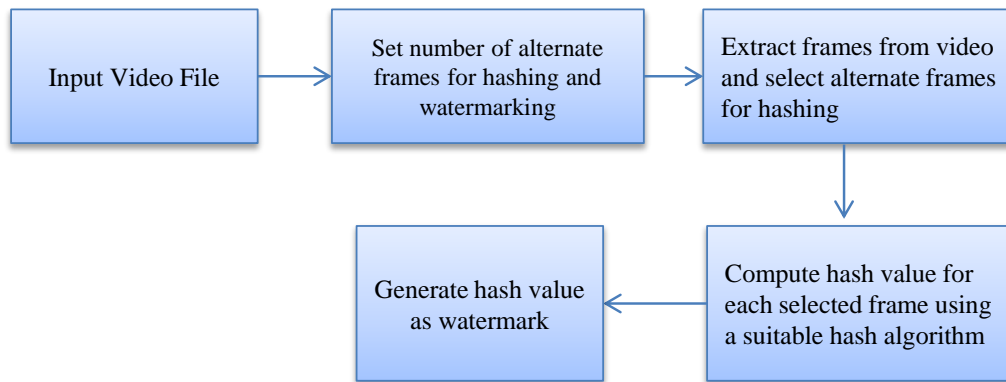 Input Video File
Set number of alternate
frames for hashing and
watermarking
Extract frames from video
and select alternate frames
for hashing
Compute hash value for
each selected frame using
a suitable hash algorithm
Generate hash value
as watermark